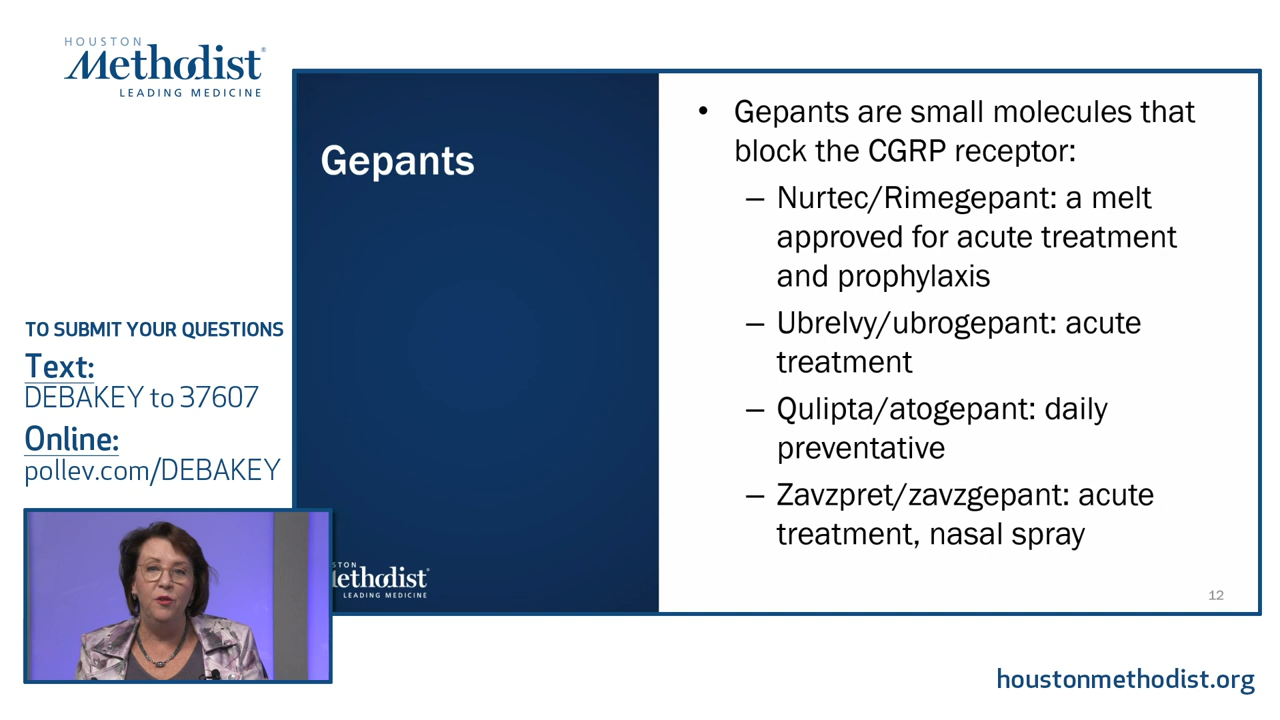 HOUSTON
Methodist®
LEADING MEDICINE
TO SUBMIT YOUR QUESTIONS
Text:
DEBAKEY to 37607
Online:
pollev.com/DEBAKEY
Gepants
• Gepants are small molecules that
block the CGRP receptor:
– Nurtec/Rimegepant: a melt
approved for acute treatment
and prophylaxis
– Ubrelvy/ubrogepant: acute
treatment
– Qulipta/atogepant: daily
preventative
– Zavzpret/zavzgepant: acute
treatment, nasal spray
STON
ethodist®
LEADING MEDICINE
12
houstonmethodist.org